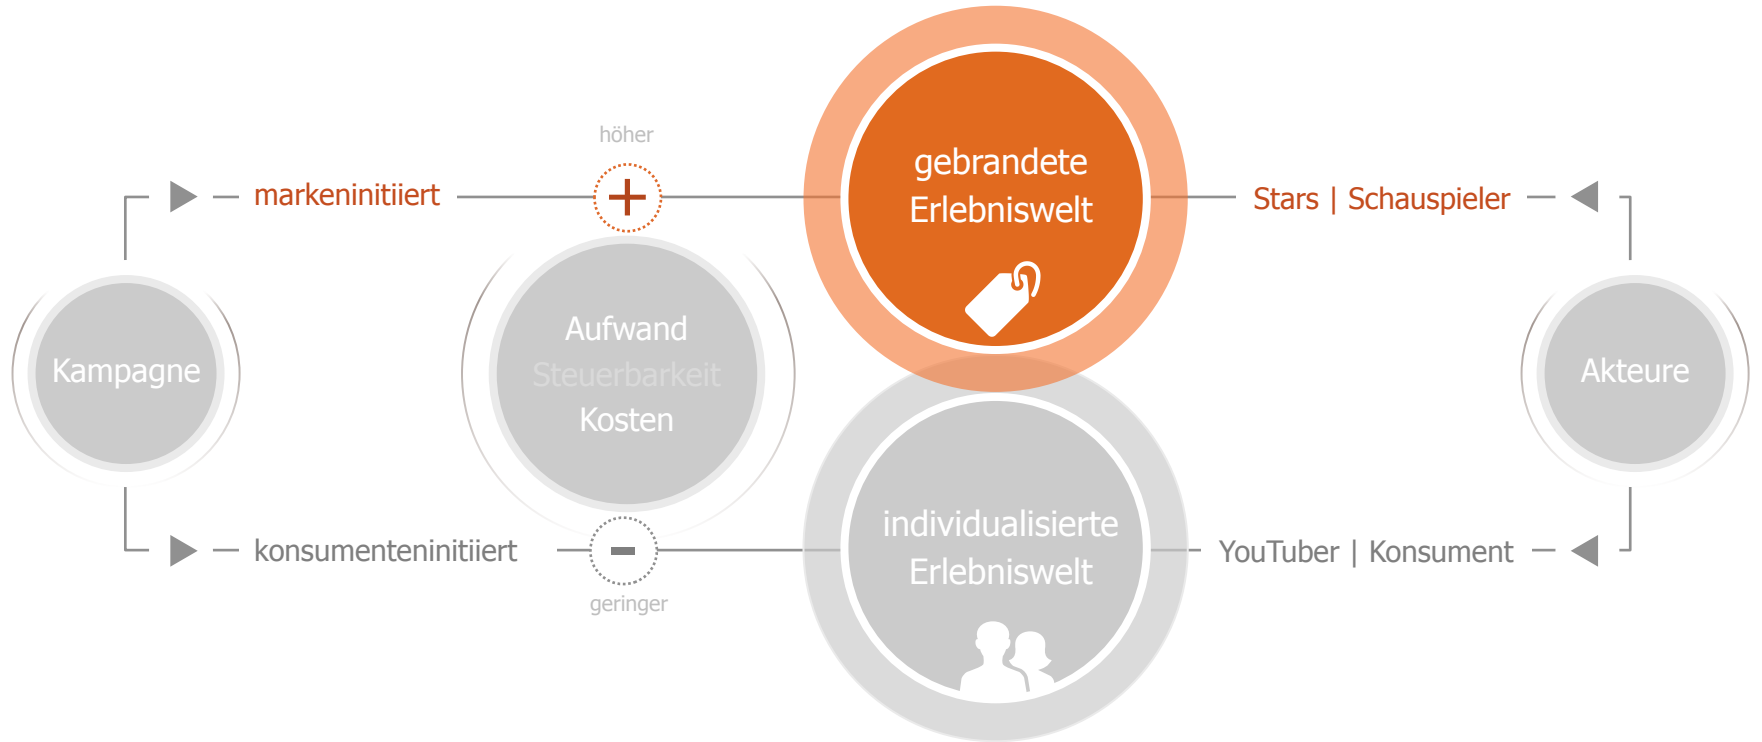 höher
markeninitiiert
gebrandete
Erlebniswelt
Stars | Schauspieler
Kampagne
Aufwand
Steuerbarkeit
Kosten
Akteure
konsumenteninitiiert
geringer
individualisierte
Erlebniswelt
YouTuber | Konsument